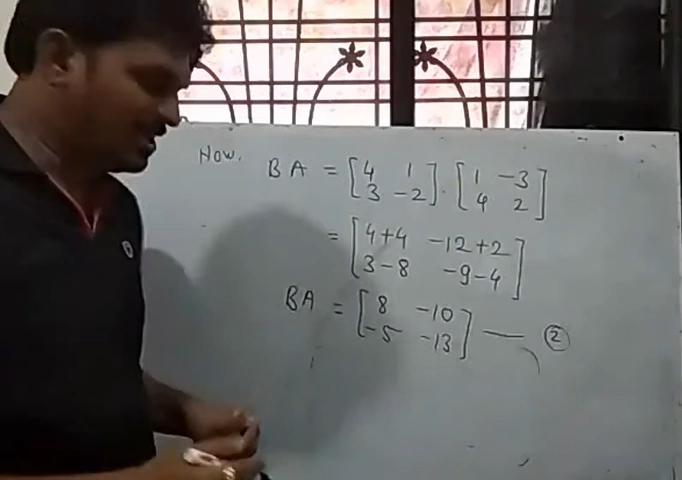 Now, BA = [4 1 3 -2] . [1 -3 4 2]
= [4+4 -12+2 3-8 -9-4]
BA = [8 -10 -5 -13] — ②